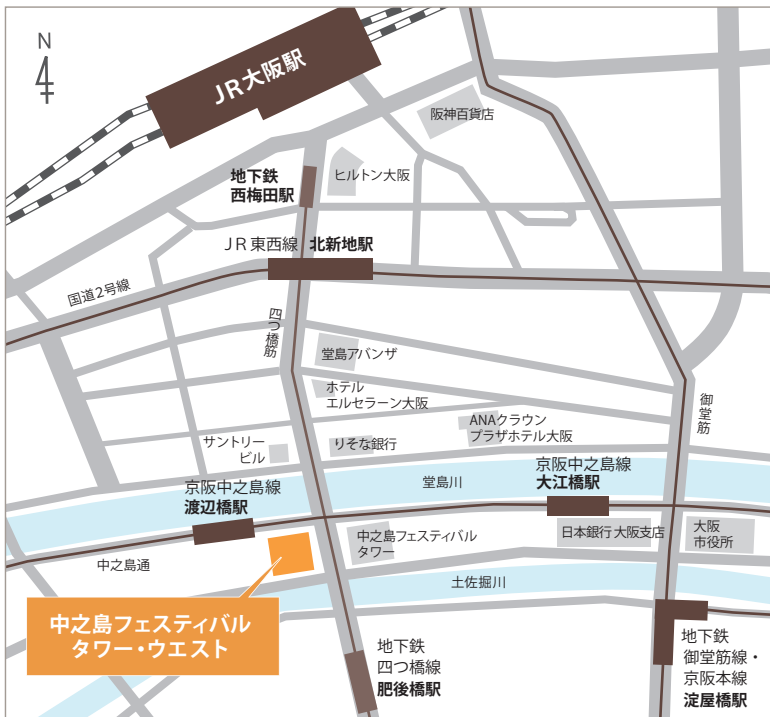 N
JR大阪駅
阪神百貨店
地下鉄
西梅田駅
ヒルトン大阪
JR東西線 北新地駅
国道2号線
四つ橋筋
堂島アバンザ
ホテル
エルセラーン大阪
御堂筋
ANAクラウン
プラザホテル大阪
サントリー
ビル
りそな銀行
京阪中之島線
大江橋駅
京阪中之島線
渡辺橋駅
堂島川
中之島フェスティバル
タワー
日本銀行 大阪支店
大阪
市役所
中之島通
土佐堀川
中之島フェスティバル
タワー・ウエスト
地下鉄
四つ橋線
肥後橋駅
地下鉄
御堂筋線・
京阪本線
淀屋橋駅